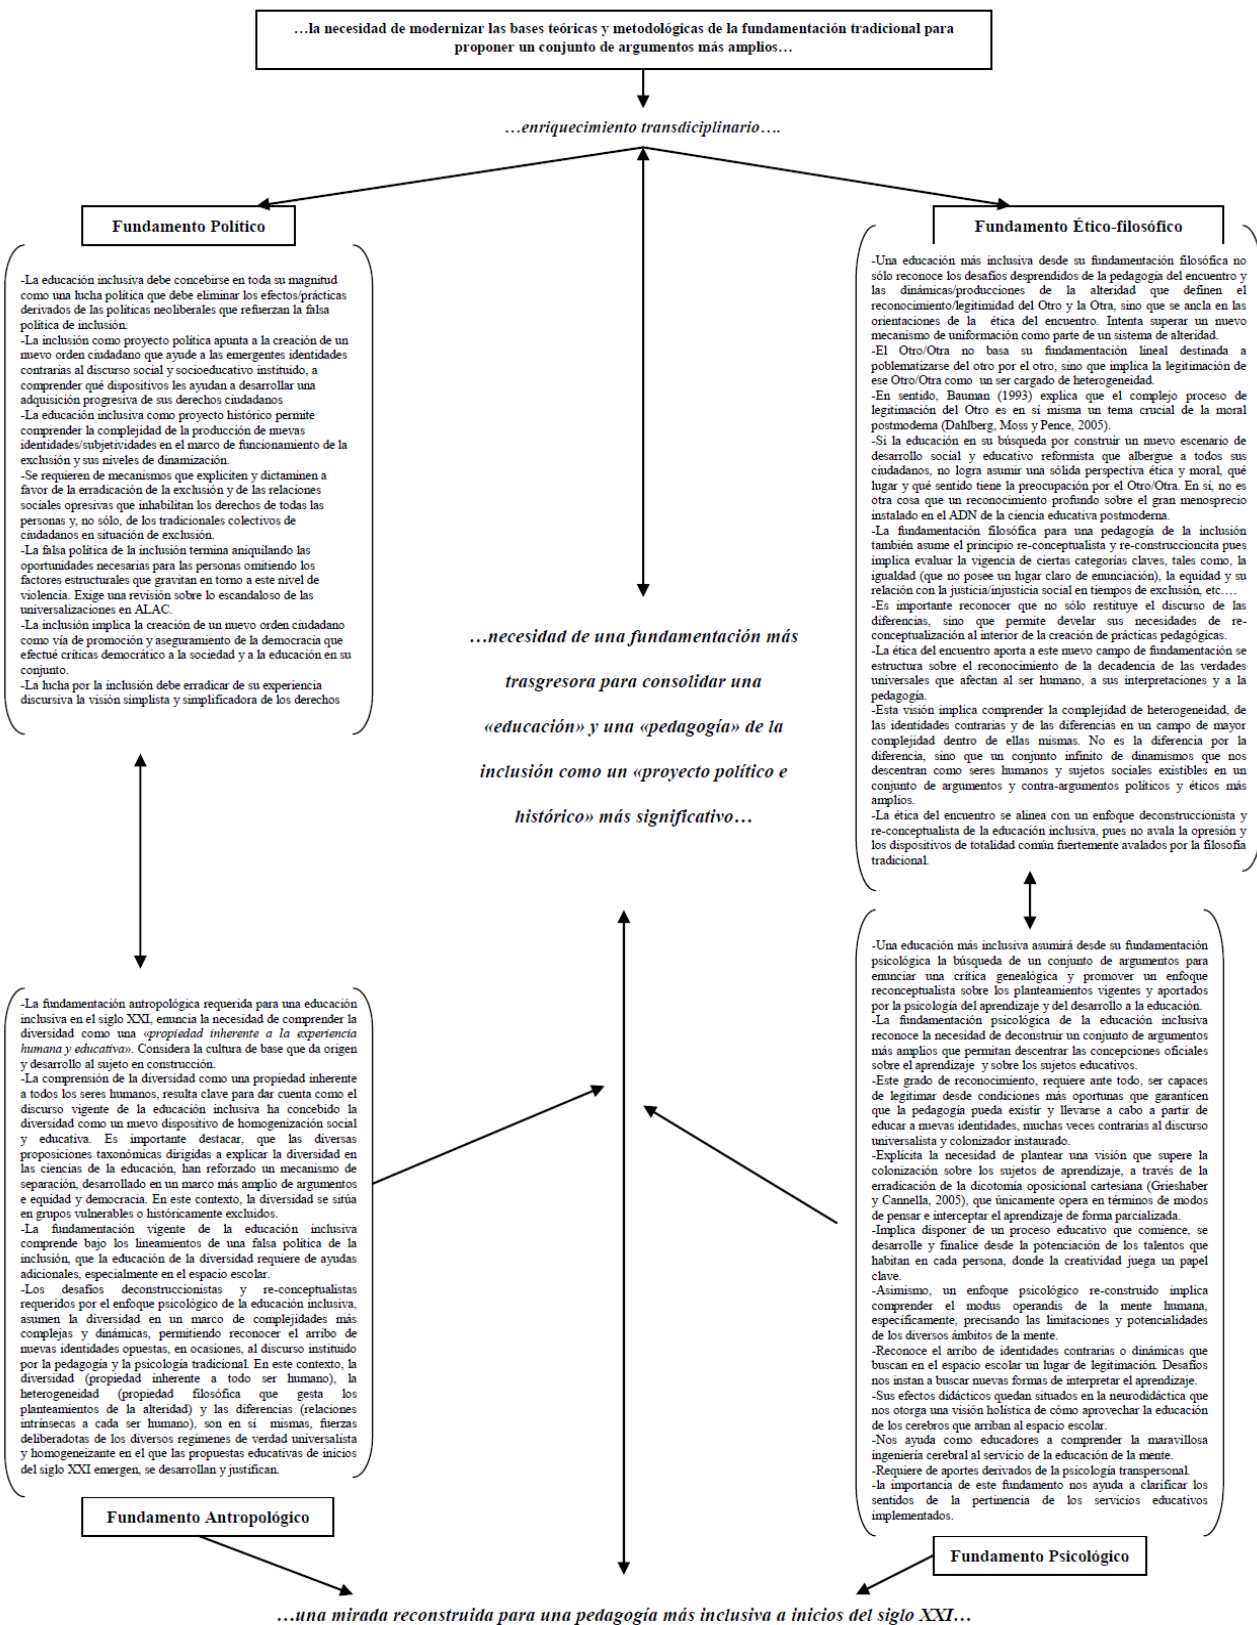 …la necesidad de modernizar las bases teóricas y metodológicas de la fundamentación tradicional para
proponer un conjunto de argumentos más amplios…
…enriquecimiento transdiciplinario….
Fundamento Político
-La educación inclusiva debe concebirse en toda su magnitud
como una lucha política que debe eliminar los efectos/prácticas
derivados de las políticas neoliberales que refuerzan la falsa
política de inclusión.
-La inclusión como proyecto política apunta a la creación de un
nuevo orden ciudadano que ayude a las emergentes identidades
contrarias al discurso social y socioeducativo instituido, a
comprender qué dispositivos les ayudan a desarrollar una
adquisición progresiva de sus derechos ciudadanos
-La educación inclusiva como proyecto histórico permite
comprender la complejidad de la producción de nuevas
identidades/subjetividades en el marco de funcionamiento de la
exclusión y sus niveles de dinamización.
-Se requieren de mecanismos que expliciten y dictaminen a
favor de la erradicación de la exclusión y de las relaciones
sociales opresivas que inhabilitan los derechos de todas las
personas y, no sólo, de los tradicionales colectivos de
ciudadanos en situación de exclusión.
-La falsa política de la inclusión termina aniquilando las
oportunidades necesarias para las personas omitiendo los
factores estructurales que gravitan en torno a este nivel de
violencia. Exige una revisión sobre lo escandaloso de las
universalizaciones en ALAC.
-La inclusión implica la creación de un nuevo orden ciudadano
como vía de promoción y aseguramiento de la democracia que
efectué críticas democrático a la sociedad y a la educación en su
conjunto.
-La lucha por la inclusión debe erradicar de su experiencia
discursiva la visión simplista y simplificadora de los derechos
Fundamento Ético-filosófico
-Una educación más inclusiva desde su fundamentación filosófica no
sólo reconoce los desafíos desprendidos de la pedagogía del encuentro y
las dinámicas/producciones de la alteridad que definen el
reconocimiento/legitimidad del Otro y la Otra, sino que se ancla en las
orientaciones de la ética del encuentro. Intenta superar un nuevo
mecanismo de uniformación como parte de un sistema de alteridad.
-El Otro/Otra no basa su fundamentación lineal destinada a
poblematizarse del otro por el otro, sino que implica la legitimación de
ese Otro/Otra como un ser cargado de heterogeneidad.
-En sentido, Bauman (1993) explica que el complejo proceso de
legitimación del Otro es en sí misma un tema crucial de la moral
postmoderna (Dahlberg, Moss y Pence, 2005).
-Si la educación en su búsqueda por construir un nuevo escenario de
desarrollo social y educativo reformista que albergue a todos sus
ciudadanos, no logra asumir una sólida perspectiva ética y moral, qué
lugar y qué sentido tiene la preocupación por el Otro/Otra. En sí, no es
otra cosa que un reconocimiento profundo sobre el gran menosprecio
instalado en el ADN de la ciencia educativa postmoderna.
-La fundamentación filosófica para una pedagogía de la inclusión
también asume el principio re-conceptualista y re-construccioncita pues
implica evaluar la vigencia de ciertas categorías claves, tales como, la
igualdad (que no posee un lugar claro de enunciación), la equidad y su
relación con la justicia/injusticia social en tiempos de exclusión, etc.…
-Es importante reconocer que no sólo restituye el discurso de las
diferencias, sino que permite develar sus necesidades de re-
conceptualización al interior de la creación de prácticas pedagógicas.
-La ética del encuentro aporta a este nuevo campo de fundamentación se
estructura sobre el reconocimiento de la decadencia de las verdades
universales que afectan al ser humano, a sus interpretaciones y a la
pedagogía.
-Esta visión implica comprender la complejidad de heterogeneidad, de
las identidades contrarias y de las diferencias en un campo de mayor
complejidad dentro de ellas mismas. No es la diferencia por la
diferencia, sino que un conjunto infinito de dinamismos que nos
descentran como seres humanos y sujetos sociales existibles en un
conjunto de argumentos y contra-argumentos políticos y éticos más
amplios.
-La ética del encuentro se alinea con un enfoque deconstruccionista y
re-conceptualista de la educación inclusiva, pues no avala la opresión y
los dispositivos de totalidad común fuertemente avalados por la filosofía
tradicional.
…necesidad de una fundamentación más
trasgresora para consolidar una
«educación» y una «pedagogía» de la
inclusión como un «proyecto político e
histórico» más significativo…
-La fundamentación antropológica requerida para una educación
inclusiva en el siglo XXI, enuncia la necesidad de comprender la
diversidad como una «propiedad inherente a la experiencia
humana y educativa». Considera la cultura de base que da origen
y desarrollo al sujeto en construcción.
-La comprensión de la diversidad como una propiedad inherente
a todos los seres humanos, resulta clave para dar cuenta como el
discurso vigente de la educación inclusiva ha concebido la
diversidad como un nuevo dispositivo de homogenización social
y educativa. Es importante destacar, que las diversas
proposiciones taxonómicas dirigidas a explicar la diversidad en
las ciencias de la educación, han reforzado un mecanismo de
separación, desarrollado en un marco más amplio de argumentos
e equidad y democracia. En este contexto, la diversidad se sitúa
en grupos vulnerables o históricamente excluidos.
-La fundamentación vigente de la educación inclusiva
comprende bajo los lineamientos de una falsa política de la
inclusión, que la educación de la diversidad requiere de ayudas
adicionales, especialmente en el espacio escolar.
-Los desafíos deconstruccionistas y re-conceptualistas
requeridos por el enfoque psicológico de la educación inclusiva,
asumen la diversidad en un marco de complejidades más
complejas y dinámicas, permitiendo reconocer el arribo de
nuevas identidades opuestas, en ocasiones, al discurso instituido
por la pedagogía y la psicología tradicional. En este contexto, la
diversidad (propiedad inherente a todo ser humano), la
heterogeneidad (propiedad filosófica que gesta los
planteamientos de la alteridad) y las diferencias (relaciones
intrínsecas a cada ser humano), son en sí mismas, fuerzas
deliberadotas de los diversos regímenes de verdad universalista
y homogeneizante en el que las propuestas educativas de inicios
del siglo XXI emergen, se desarrollan y justifican.
Fundamento Antropológico
-Una educación más inclusiva asumirá desde su fundamentación
psicológica la búsqueda de un conjunto de argumentos para
enunciar una crítica genealógica y promover un enfoque
reconceptualista sobre los planteamientos vigentes y aportados
por la psicología del aprendizaje y del desarrollo a la educación.
-La fundamentación psicológica de la educación inclusiva
reconoce la necesidad de deconstruir un conjunto de argumentos
más amplios que permitan descentrar las concepciones oficiales
sobre el aprendizaje y sobre los sujetos educativos.
-Este grado de reconocimiento, requiere ante todo, ser capaces
de legitimar desde condiciones más oportunas que garanticen
que la pedagogía pueda existir y llevarse a cabo a partir de
educar a nuevas identidades, muchas veces contrarias al discurso
universalista y colonizador instaurado.
-Explícita la necesidad de plantear una visión que supere la
colonización sobre los sujetos de aprendizaje, a través de la
erradicación de la dicotomía oposicional cartesiana (Grieshaber
y Cannella, 2005), que únicamente opera en términos de modos
de pensar e interceptar el aprendizaje de forma parcializada.
-Implica disponer de un proceso educativo que comience, se
desarrolle y finalice desde la potenciación de los talentos que
habitan en cada persona, donde la creatividad juega un papel
clave.
-Asimismo, un enfoque psicológico re-construido implica
comprender el modus operandis de la mente humana,
específicamente, precisando las limitaciones y potencialidades
de los diversos ámbitos de la mente.
-Reconoce el arribo de identidades contrarias o dinámicas que
buscan en el espacio escolar un lugar de legitimación. Desafíos
nos instan a buscar nuevas formas de interpretar el aprendizaje.
-Sus efectos didácticos quedan situados en la neurodidáctica que
nos otorga una visión holística de cómo aprovechar la educación
de los cerebros que arriban al espacio escolar.
-Nos ayuda como educadores a comprender la maravillosa
ingeniería cerebral al servicio de la educación de la mente.
-Requiere de aportes derivados de la psicología transpersonal.
-la importancia de este fundamento nos ayuda a clarificar los
sentidos de la pertinencia de los servicios educativos
implementados.
Fundamento Psicológico
…una mirada reconstruida para una pedagogía más inclusiva a inicios del siglo XXI…